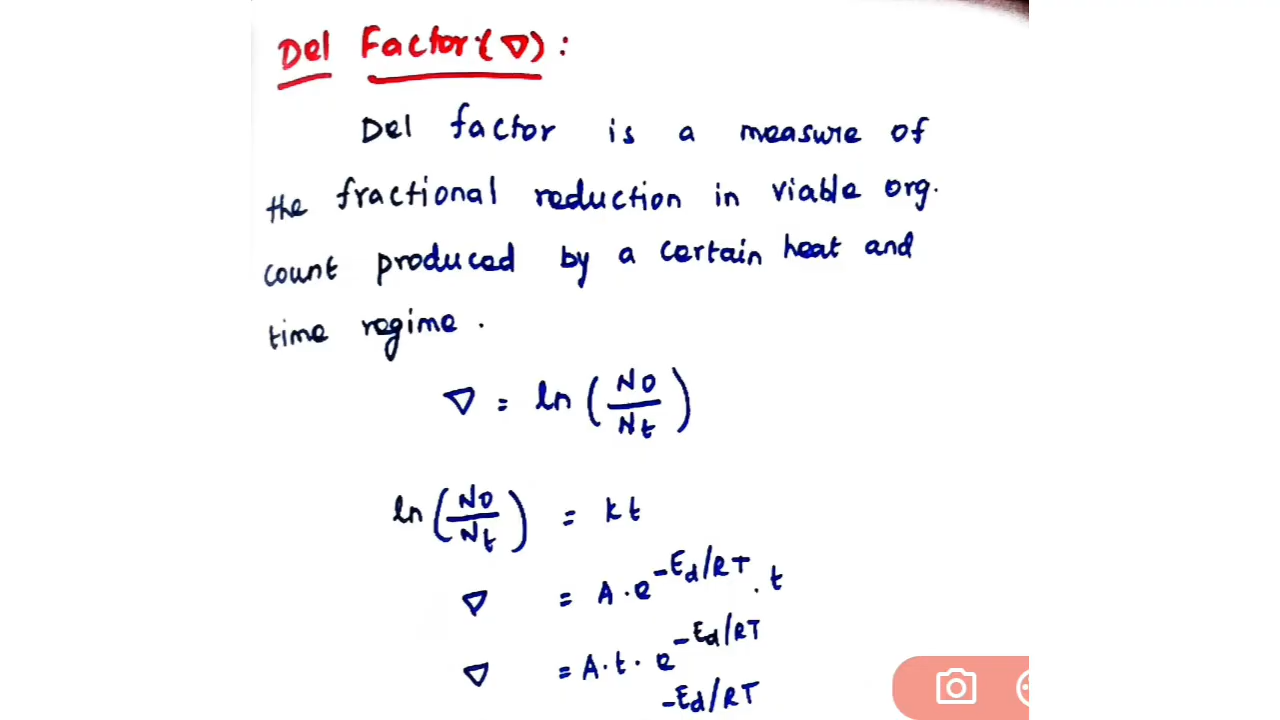 Del Factor (∇) :
Del factor is a measure of
the fractional reduction in viable org.
count produced by a certain heat and
time regime .
∇ = ln (N0/Nt)
ln (N0/Nt) = kt
∇ = A . e^-Ed/RT . t
∇ = A . t . e^-Ed/RT
-Ed/RT